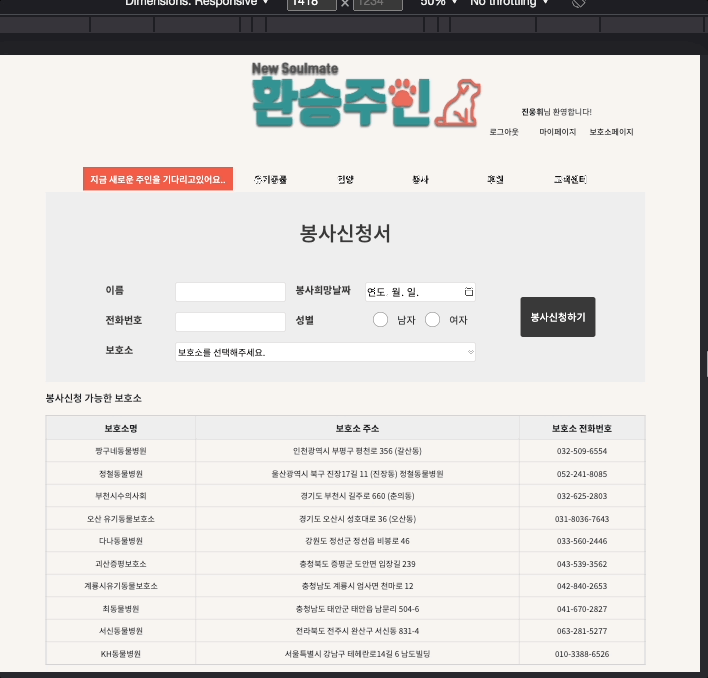 Dimensions: Responsive ▼ 1418 × 1234 50% ▼ No throttling ▼
New Soulmate
환승주인
진웅휘님 환영합니다!
로그아웃 마이페이지 보호소페이지
지금 새로운 주인을 기다리고있어요.. 유기동물 입양 봉사 후원 고객센터
봉사신청서
이름 봉사희망날짜 연도. 월. 일.
전화번호 성별 남자 여자 봉사신청하기
보호소 보호소를 선택해주세요.
봉사신청 가능한 보호소
보호소명 보호소 주소 보호소 전화번호
짱구네동물병원 인천광역시 부평구 평천로 356 (갈산동) 032-509-6554
정철동물병원 울산광역시 북구 진장17길 11 (진장동) 정철동물병원 052-241-8085
부천시수의사회 경기도 부천시 길주로 660 (춘의동) 032-625-2803
오산 유기동물보호소 경기도 오산시 성호대로 36 (오산동) 031-8036-7643
다나동물병원 강원도 정선군 정선읍 비봉로 46 033-560-2446
괴산증평보호소 충청북도 증평군 도안면 입장길 239 043-539-3562
계룡시유기동물보호소 충청남도 계룡시 엄사면 전마로 12 042-840-2653
최동물병원 충청남도 태안군 태안읍 남문리 504-6 041-670-2827
서신동물병원 전라북도 전주시 완산구 서신동 831-4 063-281-5277
KH동물병원 서울특별시 강남구 테헤란로14길 6 남도빌딩 010-3388-6526